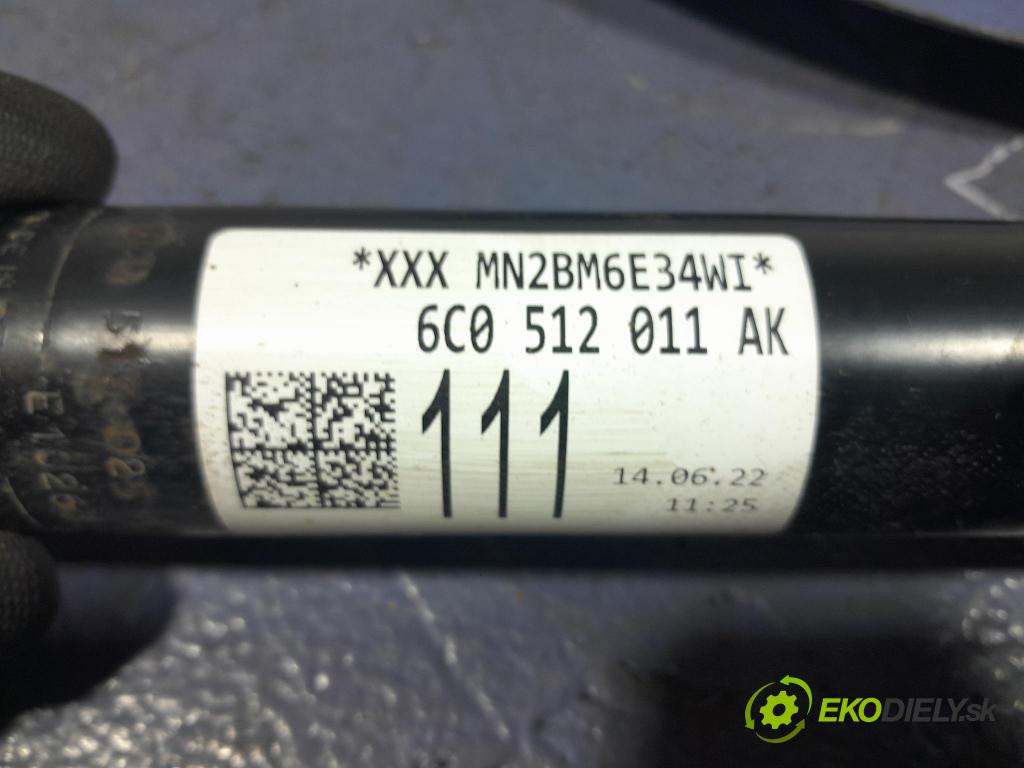 *XXX MN2BM6E34WI*
6C0 512 011 AK
111
14.06.22
11:25
EKODIELY.sk